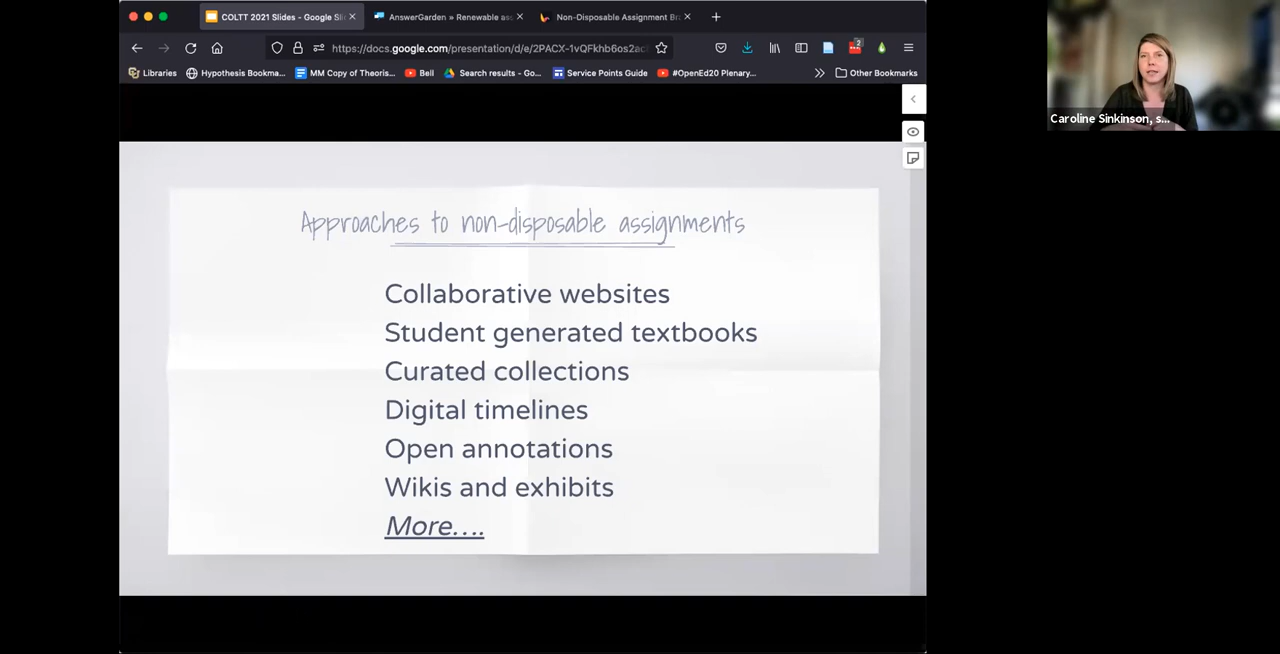 COLTT 2021 Slides - Google Sli
AnswerGarden » Renewable as
Non-Disposable Assignment Br
https://docs.google.com/presentation/d/e/2PACX-1vQFkhb6os2ac
2
Libraries
Hypothesis Bookma...
MM Copy of Theoris...
Bell
Search results - Go...
Service Points Guide
#OpenEd20 Plenary...
Other Bookmarks
Caroline Sinkinson, s...
Approaches to non-disposable assignments
Collaborative websites
Student generated textbooks
Curated collections
Digital timelines
Open annotations
Wikis and exhibits
More....